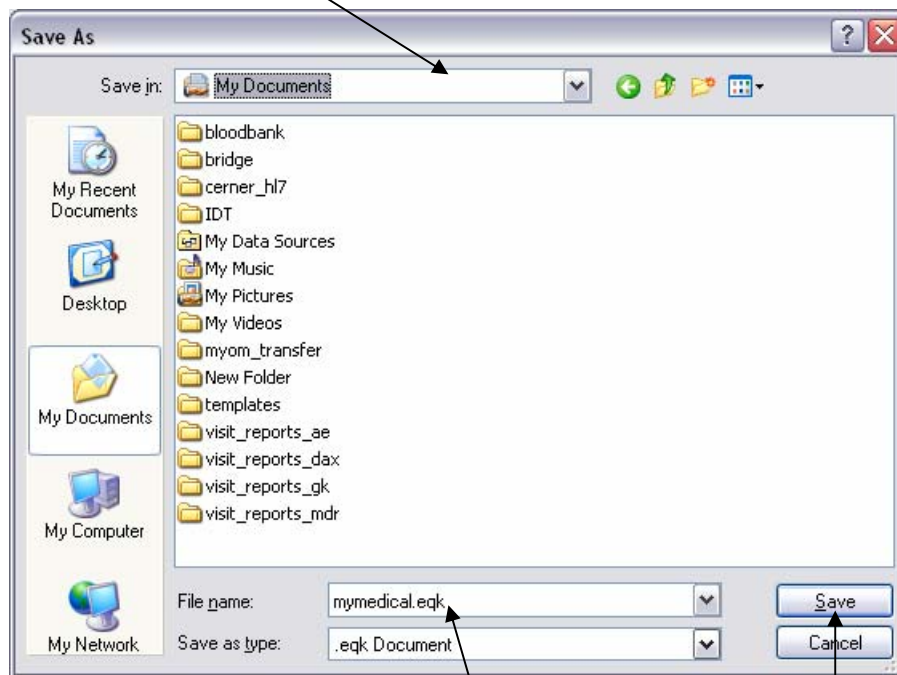 Save As
Save in:
My Documents
My Recent
Documents
Desktop
My Documents
My Computer
My Network
bloodbank
bridge
cerner_hl7
IDT
My Data Sources
My Music
My Pictures
My Videos
myom_transfer
New Folder
templates
visit_reports_ae
visit_reports_dax
visit_reports_gk
visit_reports_mdr
File name:
mymedical.eqk
Save
Save as type:
.eqk Document
Cancel